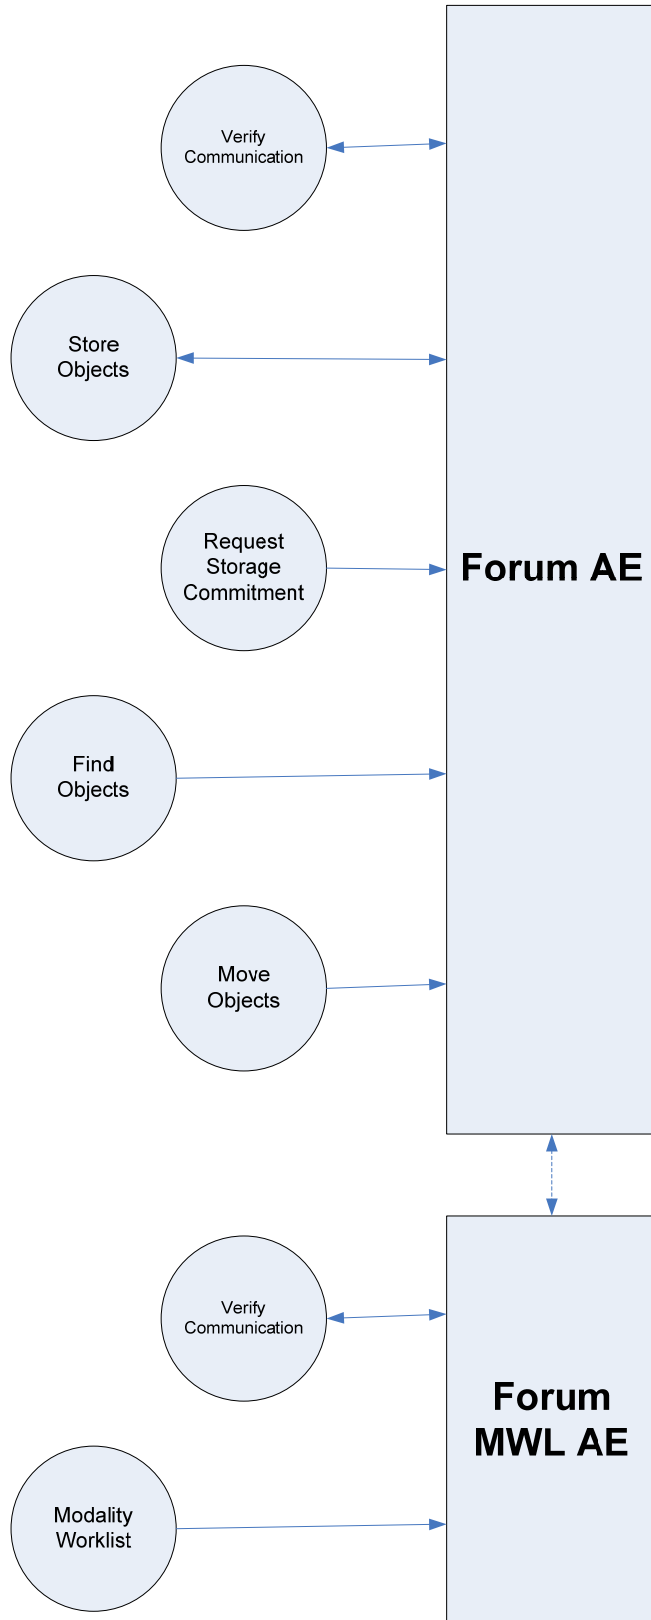 Verify
Communication
Store
Objects
Request
Storage
Commitment
Forum AE
Find
Objects
Move
Objects
Verify
Communication
Forum
MWL AE
Modality
Worklist